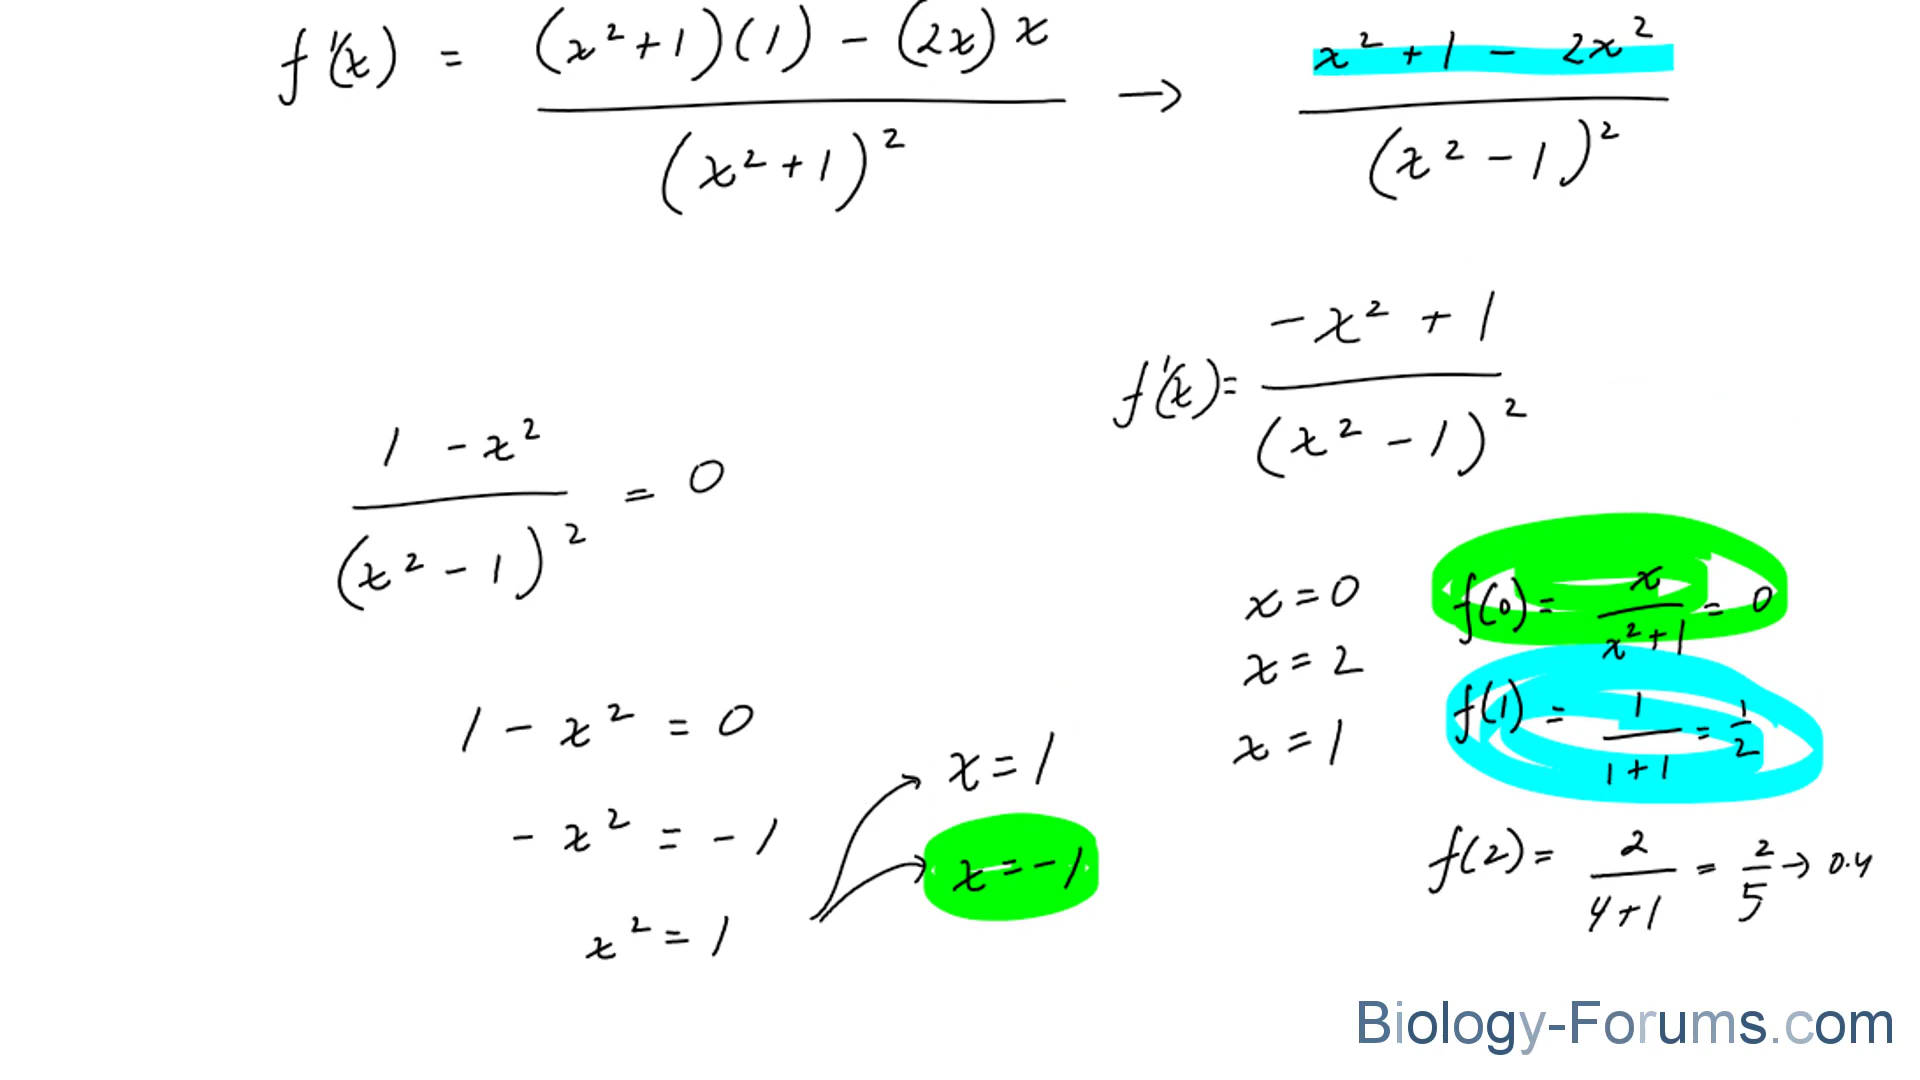 f'(x) = ((x²+1)(1) - (2x)x)/(x²+1)² → (x²+1 - 2x²)/(x²-1)²
f'(x) = (-x² + 1)/(x² - 1)²
(1 - x²)/(x² - 1)² = 0
x = 0 f(0) = x/(x²+1) = 0
x = 2
1 - x² = 0
x = 1 f(1) = 1/(1+1) = 1/2
x = 1
- x² = -1
x = -1 f(2) = 2/(4+1) = 2/5 → 0.4
x² = 1
Biology-Forums.com